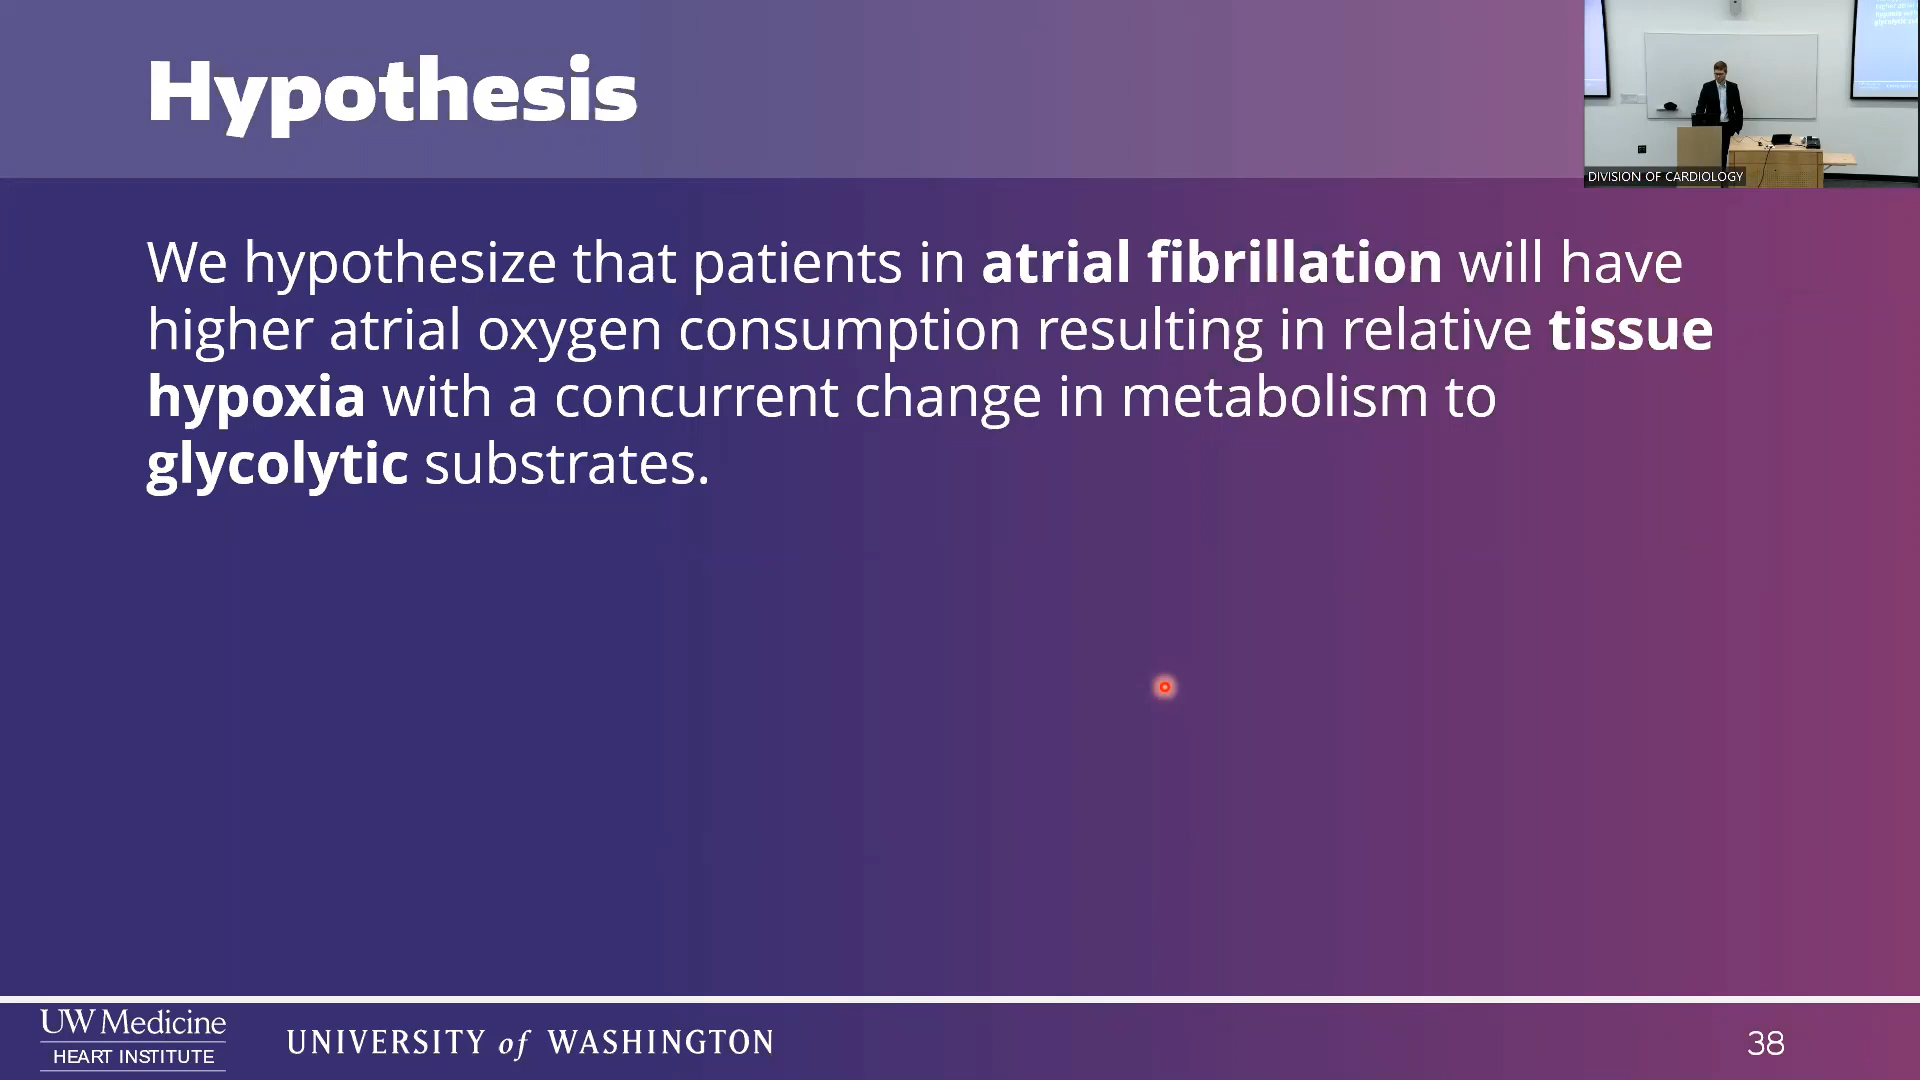 Hypothesis
DIVISION OF CARDIOLOGY
We hypothesize that patients in atrial fibrillation will have
higher atrial oxygen consumption resulting in relative tissue
hypoxia with a concurrent change in metabolism to
glycolytic substrates.
UW Medicine
HEART INSTITUTE
UNIVERSITY of WASHINGTON
38